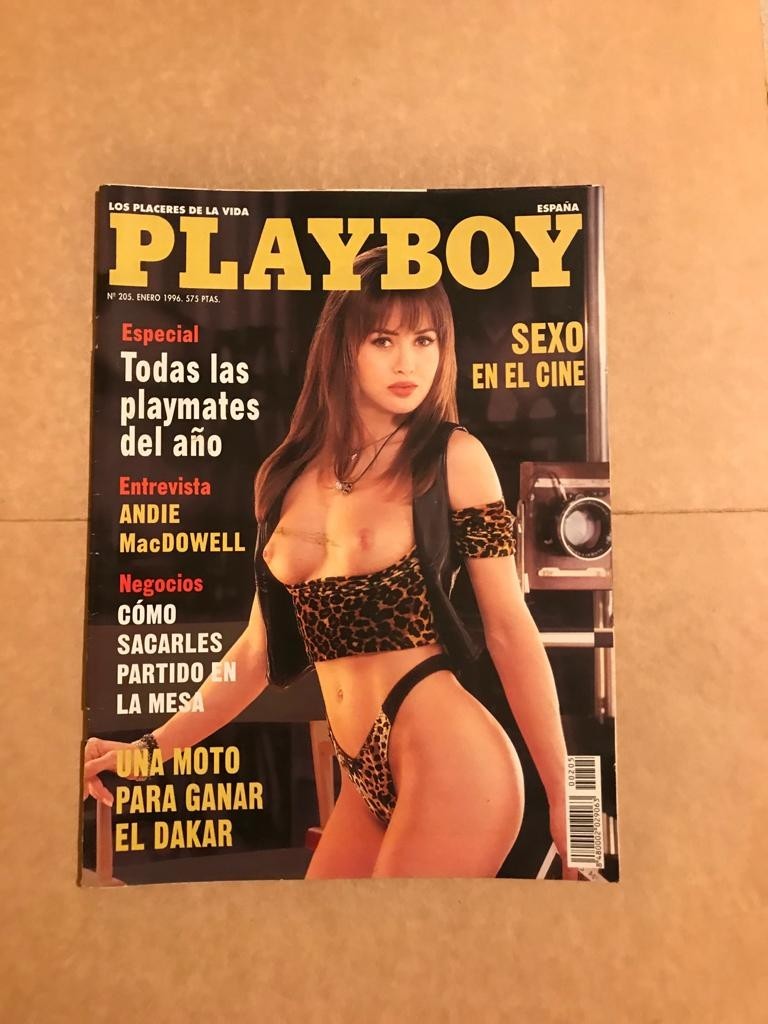 LOS PLACERES DE LA VIDA
ESPAÑA
PLAYBOY
Nº 205. ENERO 1996. 575 PTAS.
Especial
Todas las
playmates
del año
SEXO
EN EL CINE
Entrevista
ANDIE
MacDOWELL
Negocios
CÓMO
SACARLES
PARTIDO EN
LA MESA
UNA MOTO
PARA GANAR
EL DAKAR
00205
8480002029063